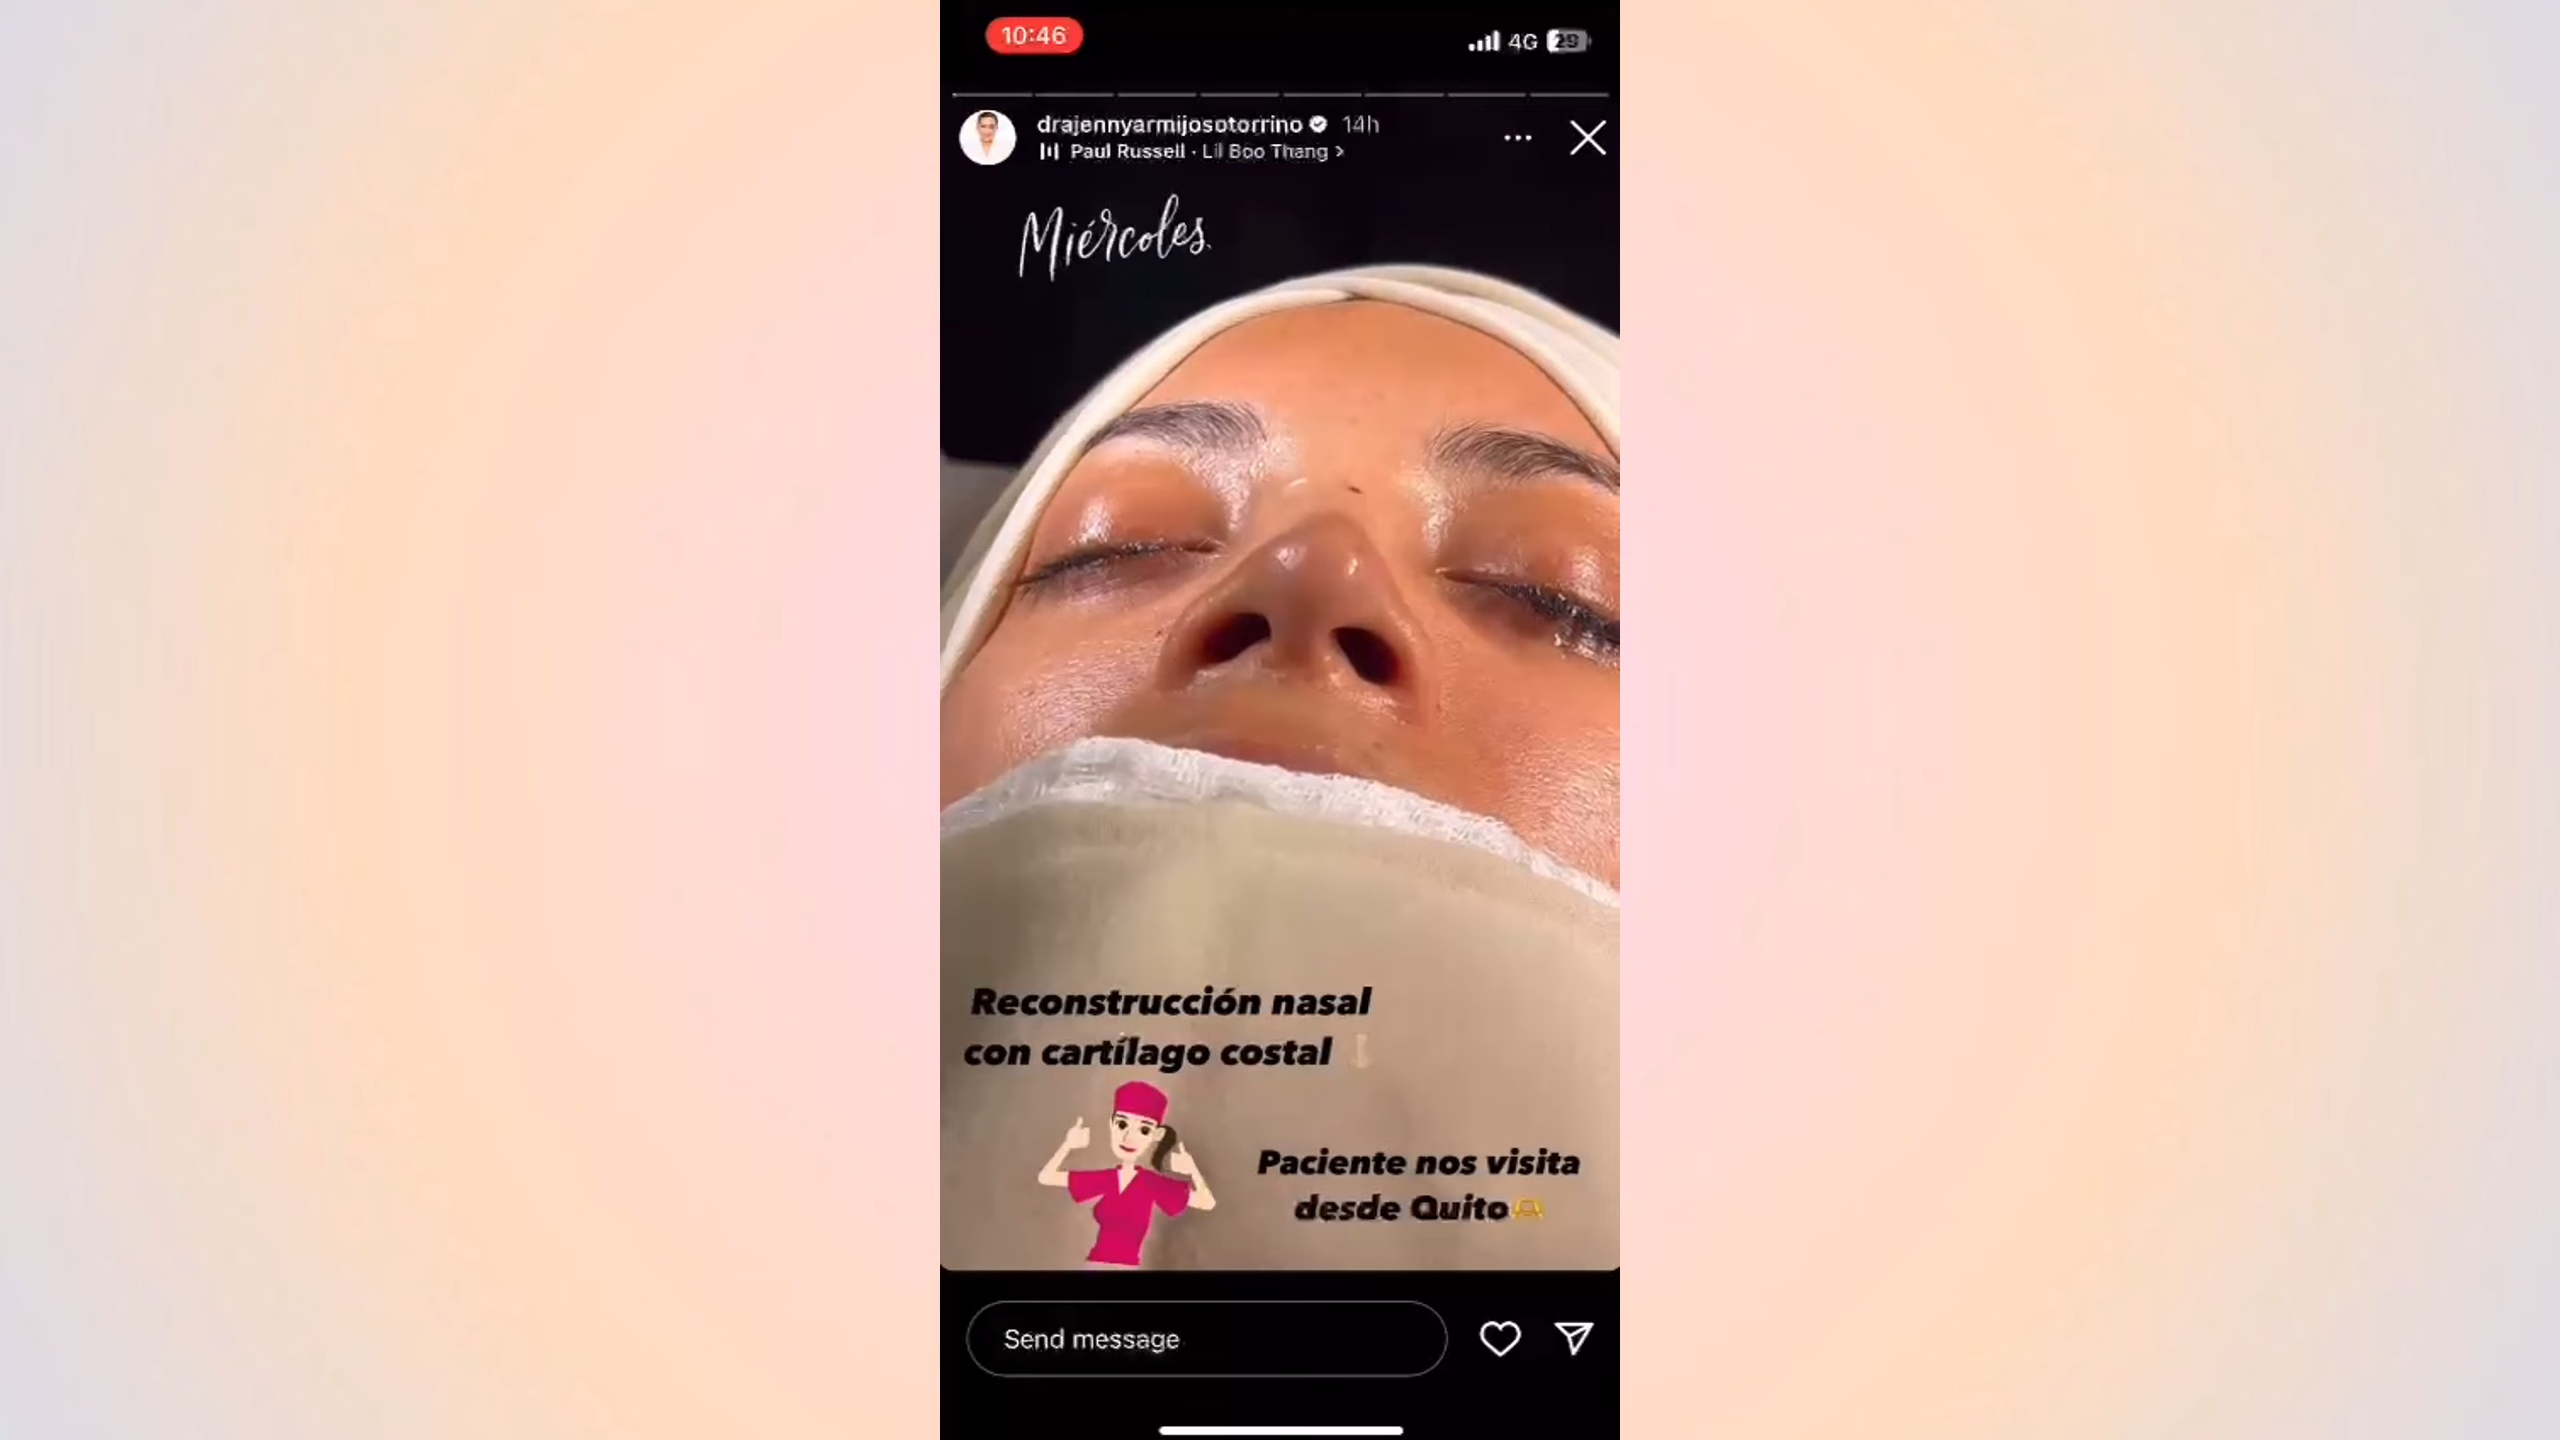 10:46
4G 29
drajennyarmijosotorrino 14h
Paul Russell · Lil Boo Thang >
Miércoles.
Reconstrucción nasal
con cartílago costal
Paciente nos visita
desde Quito
Send message